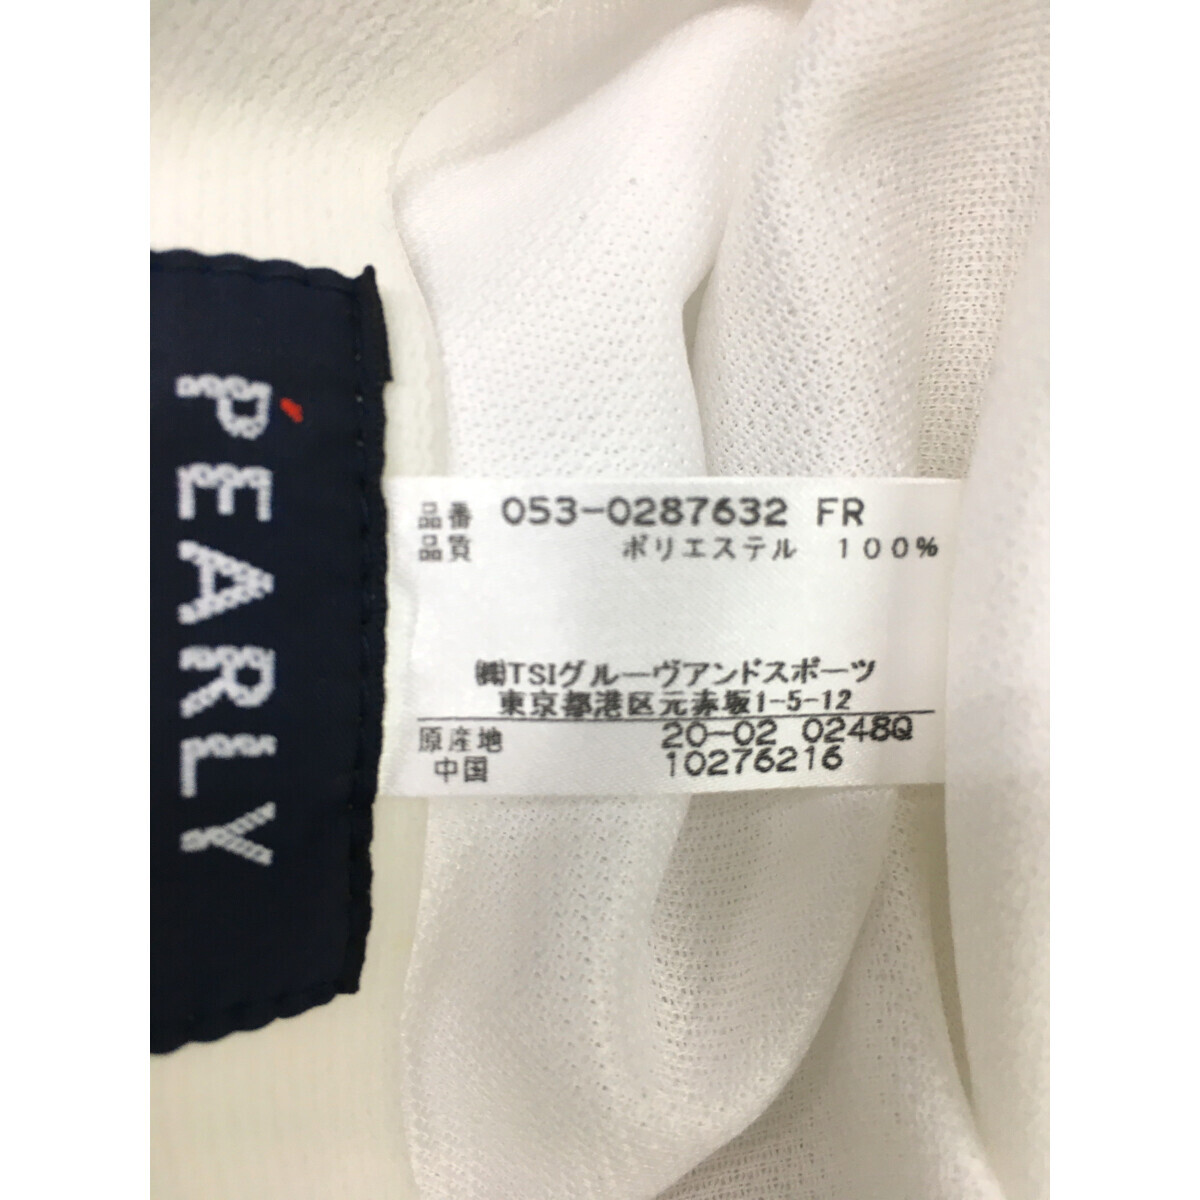 PEARLY
品番 053-0287632 FR
品質 ポリエステル 100%
㈱TSIグルーヴアンドスポーツ
東京都港区元赤坂1-5-12
原産地 20-02 0248Q
中国 10276216